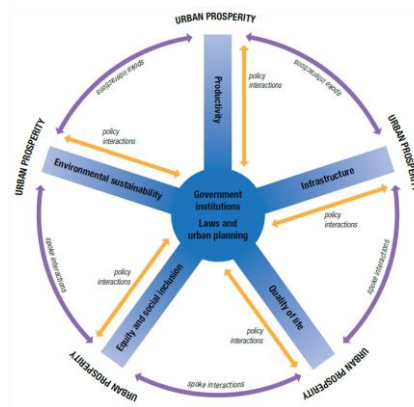 URBAN PROSPERITY
spoke interactions
spoke interactions
Productivity
policy
interactions
URBAN PROSPERITY
URBAN PROSPERITY
policy
interactions
Environmental sustainability
Infrastructure
Government
institutions
Laws and
urban planning
policy
interactions
spoke interactions
spoke interactions
policy
interactions
Equity and social inclusion
Quality of life
policy
interactions
URBAN PROSPERITY
URBAN PROSPERITY
spoke interactions